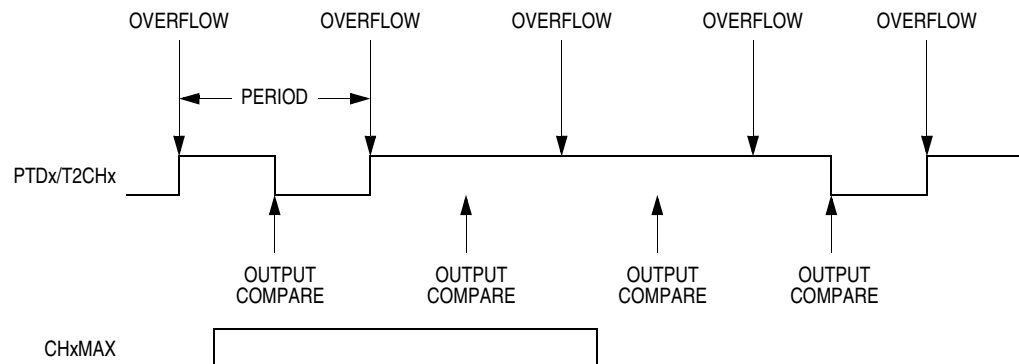 OVERFLOW OVERFLOW OVERFLOW OVERFLOW OVERFLOW
PERIOD
PTDx/T2CHx
OUTPUT COMPARE
OUTPUT COMPARE
OUTPUT COMPARE
OUTPUT COMPARE
CHxMAX